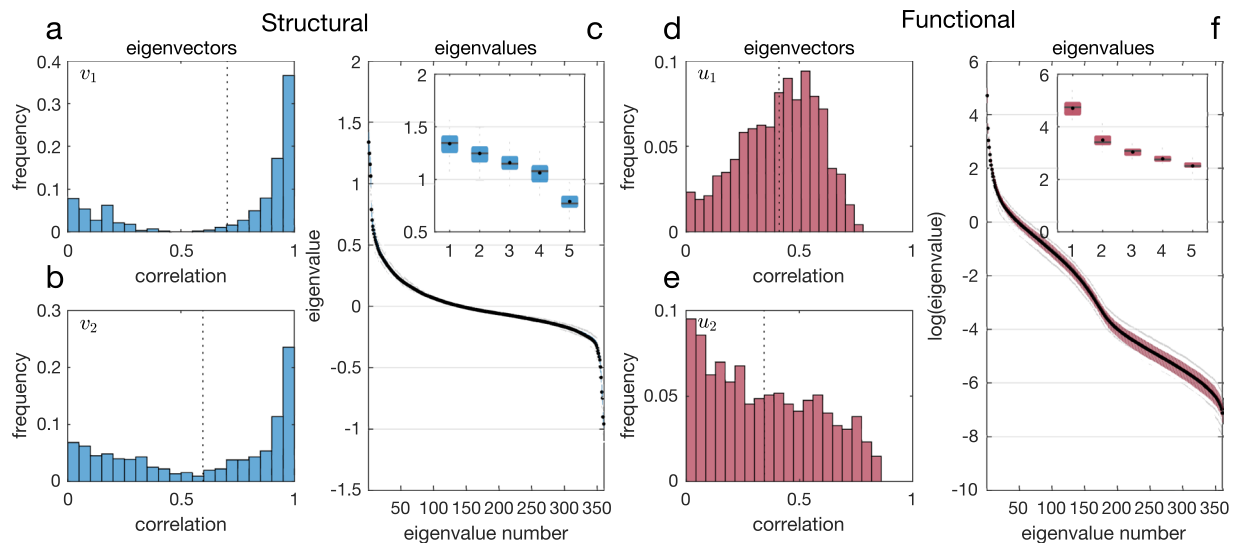 Structural
Functional
a
eigenvectors
v1
0.4
0.3
0.2
0.1
0
frequency
0
0.5
1
correlation
b
v2
0.3
0.2
0.1
0
frequency
0
0.5
1
correlation
c
eigenvalues
2
1.5
1
0.5
0
-0.5
-1
-1.5
eigenvalue
50 100 150 200 250 300 350
eigenvalue number
2
1.5
1
0.5
1 2 3 4 5
d
eigenvectors
u1
0.1
0.05
0
frequency
0
0.5
1
correlation
e
u2
0.1
0.05
0
frequency
0
0.5
1
correlation
f
eigenvalues
6
4
2
0
-2
-4
-6
-8
-10
log(eigenvalue)
50 100 150 200 250 300 350
eigenvalue number
6
4
2
0
1 2 3 4 5